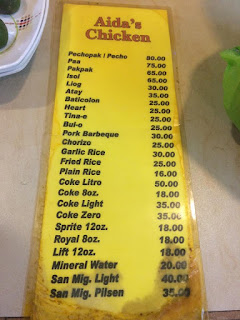 Aida's
Chicken
Pechopak / Pecho 80.00
Paa 75.00
Pakpak 65.00
Isol 65.00
Liog 30.00
Atay 35.00
Baticolon 25.00
Heart 25.00
Tina-e 25.00
Bul-o 25.00
Pork Barbeque 30.00
Chorizo 25.00
Garlic Rice 30.00
Fried Rice 25.00
Plain Rice 16.00
Coke Litro 50.00
Coke 8oz. 18.00
Coke Light 35.00
Coke Zero 35.00
Sprite 12oz. 18.00
Royal 8oz. 18.00
Lift 12oz. 18.00
Mineral Water 20.00
San Mig. Light 40.00
San Mig. Pilsen 35.00